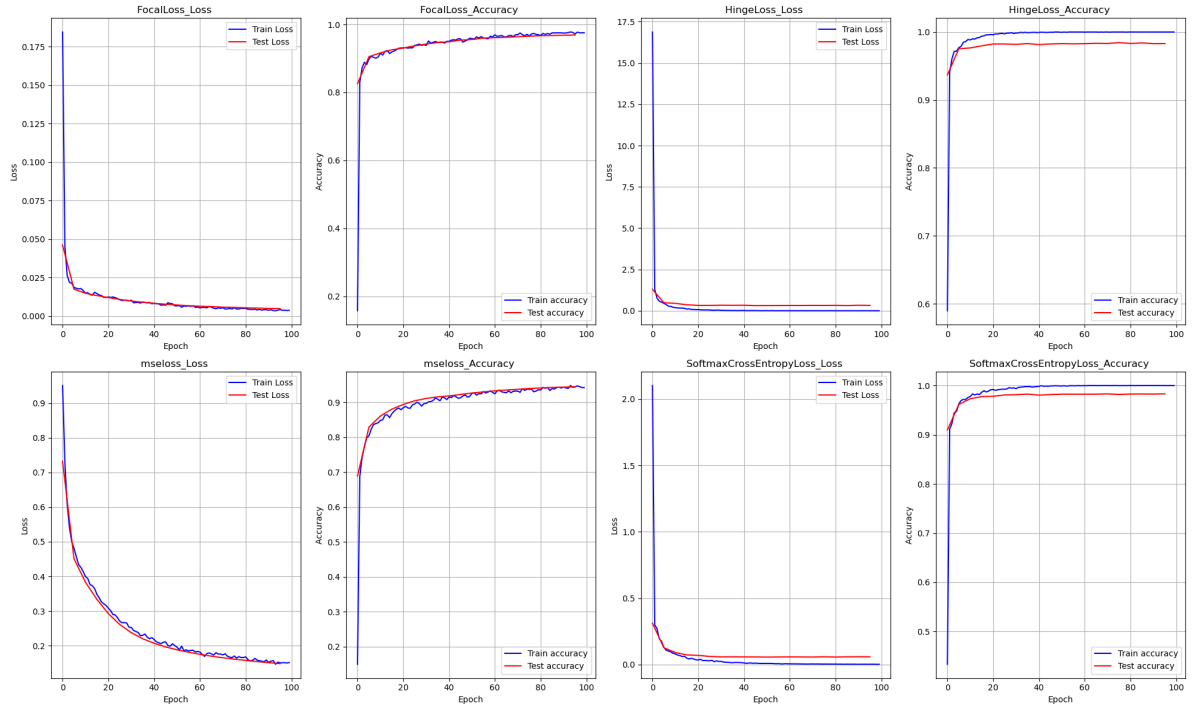 FocalLoss_Loss
0.175
0.150
0.125
0.100
0.075
0.050
0.025
0.000
Loss
0 20 40 60 80 100
Epoch
Train Loss
Test Loss
FocalLoss_Accuracy
1.0
0.8
0.6
0.4
0.2
Accuracy
0 20 40 60 80 100
Epoch
Train accuracy
Test accuracy
HingeLoss_Loss
17.5
15.0
12.5
10.0
7.5
5.0
2.5
0.0
Loss
0 20 40 60 80 100
Epoch
Train Loss
Test Loss
HingeLoss_Accuracy
1.0
0.9
0.8
0.7
0.6
Accuracy
0 20 40 60 80 100
Epoch
Train accuracy
Test accuracy
mseloss_Loss
0.9
0.8
0.7
0.6
0.5
0.4
0.3
0.2
Loss
0 20 40 60 80 100
Epoch
Train Loss
Test Loss
mseloss_Accuracy
0.9
0.8
0.7
0.6
0.5
0.4
0.3
0.2
Accuracy
0 20 40 60 80 100
Epoch
Train accuracy
Test accuracy
SoftmaxCrossEntropyLoss_Loss
2.0
1.5
1.0
0.5
0.0
Loss
0 20 40 60 80 100
Epoch
Train Loss
Test Loss
SoftmaxCrossEntropyLoss_Accuracy
1.0
0.9
0.8
0.7
0.6
0.5
Accuracy
0 20 40 60 80 100
Epoch
Train accuracy
Test accuracy